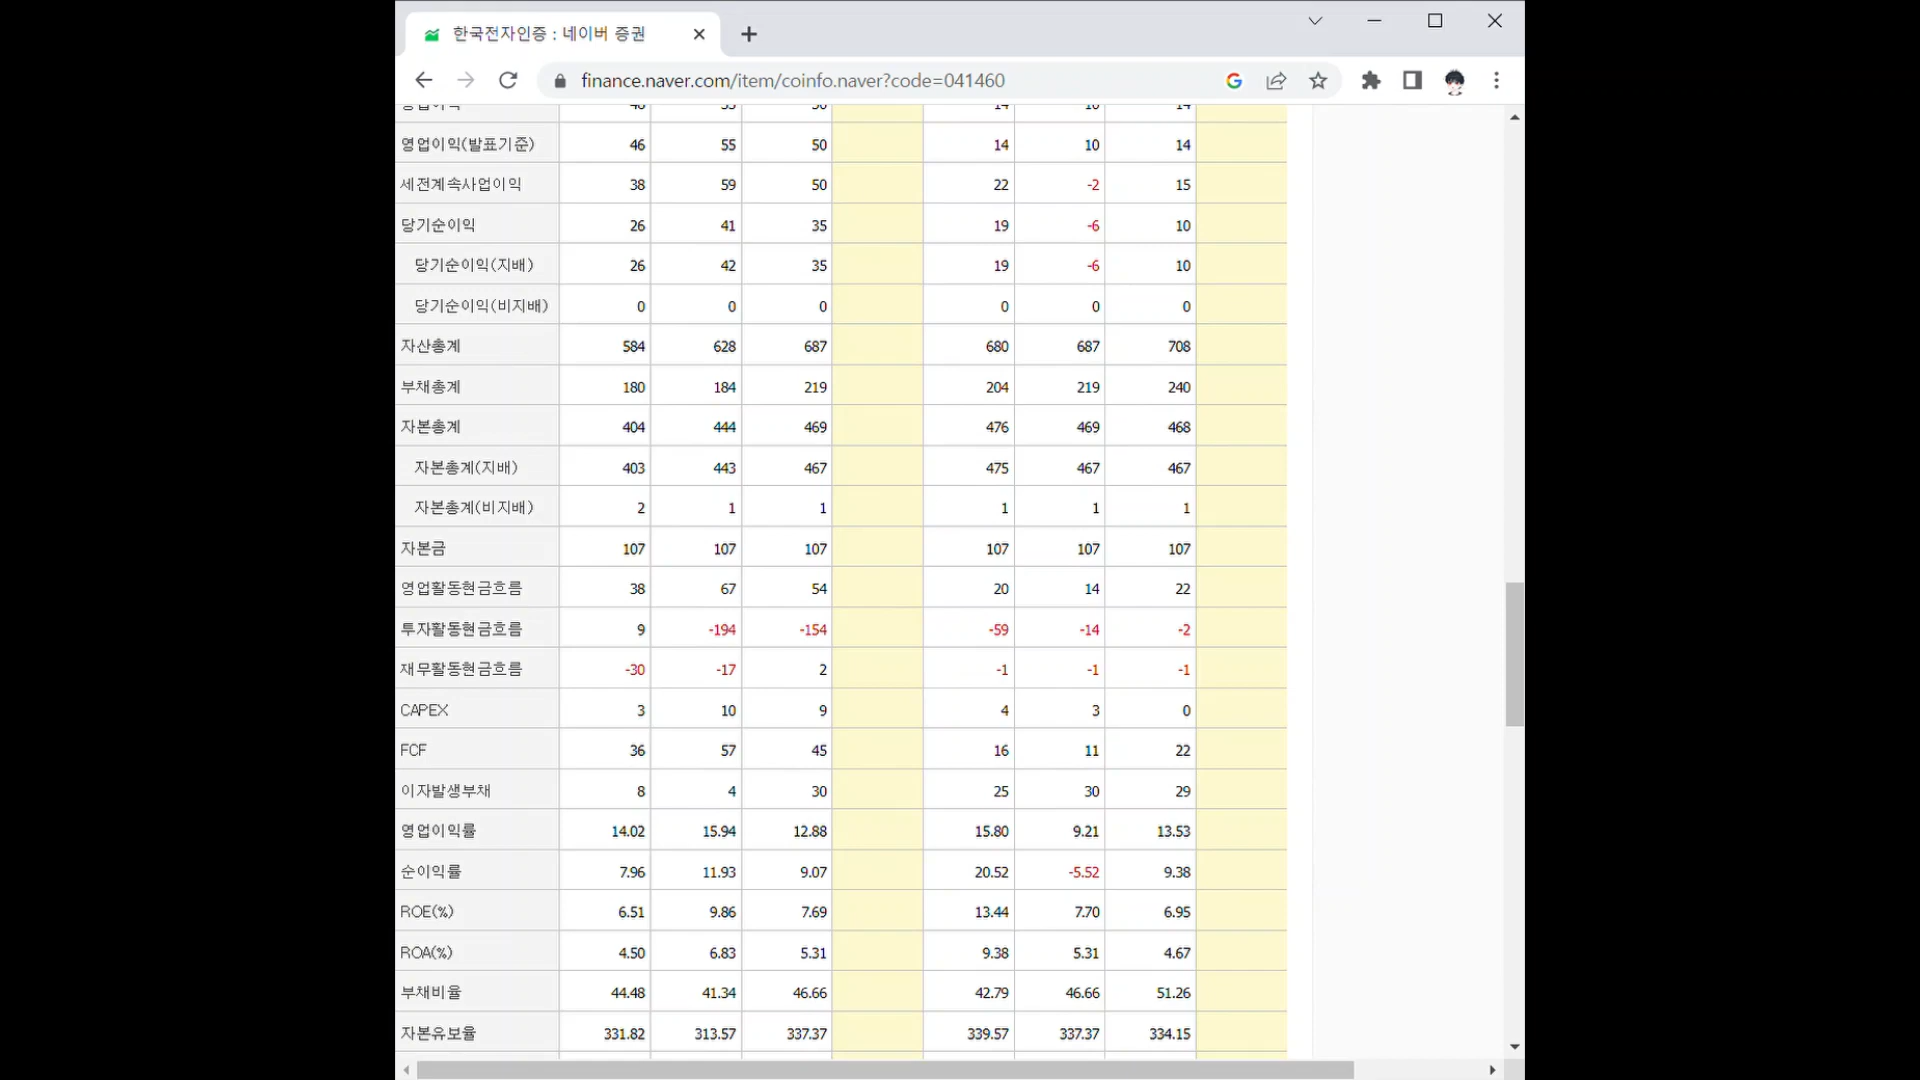 한국전자인증 : 네이버 증권
finance.naver.com/item/coinfo.naver?code=041460
영업이익(발표기준) 46 55 50 14 10 14
세전계속사업이익 38 59 50 22 -2 15
당기순이익 26 41 35 19 -6 10
당기순이익(지배) 26 42 35 19 -6 10
당기순이익(비지배) 0 0 0 0 0 0
자산총계 584 628 687 680 687 708
부채총계 180 184 219 204 219 240
자본총계 404 444 469 476 469 468
자본총계(지배) 403 443 467 475 467 467
자본총계(비지배) 2 1 1 1 1 1
자본금 107 107 107 107 107 107
영업활동현금흐름 38 67 54 20 14 22
투자활동현금흐름 9 -194 -154 -59 -14 -2
재무활동현금흐름 -30 -17 2 -1 -1 -1
CAPEX 3 10 9 4 3 0
FCF 36 57 45 16 11 22
이자발생부채 8 4 30 25 30 29
영업이익률 14.02 15.94 12.88 15.80 9.21 13.53
순이익률 7.96 11.93 9.07 20.52 -5.52 9.38
ROE(%) 6.51 9.86 7.69 13.44 7.70 6.95
ROA(%) 4.50 6.83 5.31 9.38 5.31 4.67
부채비율 44.48 41.34 46.66 42.79 46.66 51.26
자본유보율 331.82 313.57 337.37 339.57 337.37 334.15